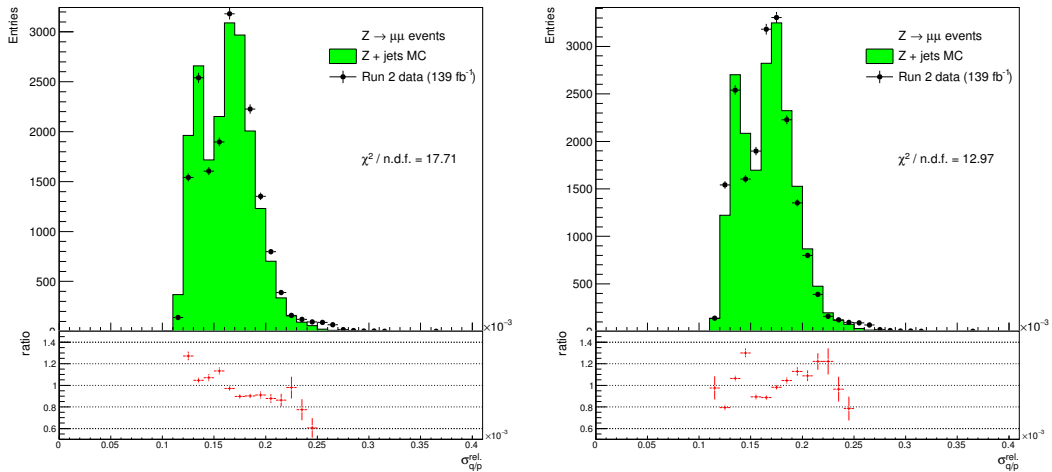 Entries
3000
2500
2000
1500
1000
500
0
Z → μμ events
Z + jets MC
Run 2 data (139 fb⁻¹)
χ² / n.d.f. = 17.71
×10⁻³
ratio
1.4
1.2
1
0.8
0.6
0 0.05 0.1 0.15 0.2 0.25 0.3 0.35 0.4
×10⁻³
σ^{rel.}_{q/p}
Entries
3500
3000
2500
2000
1500
1000
500
0
Z → μμ events
Z + jets MC
Run 2 data (139 fb⁻¹)
χ² / n.d.f. = 12.97
×10⁻³
ratio
1.4
1.2
1
0.8
0.6
0 0.05 0.1 0.15 0.2 0.25 0.3 0.35 0.4
×10⁻³
σ^{rel.}_{q/p}